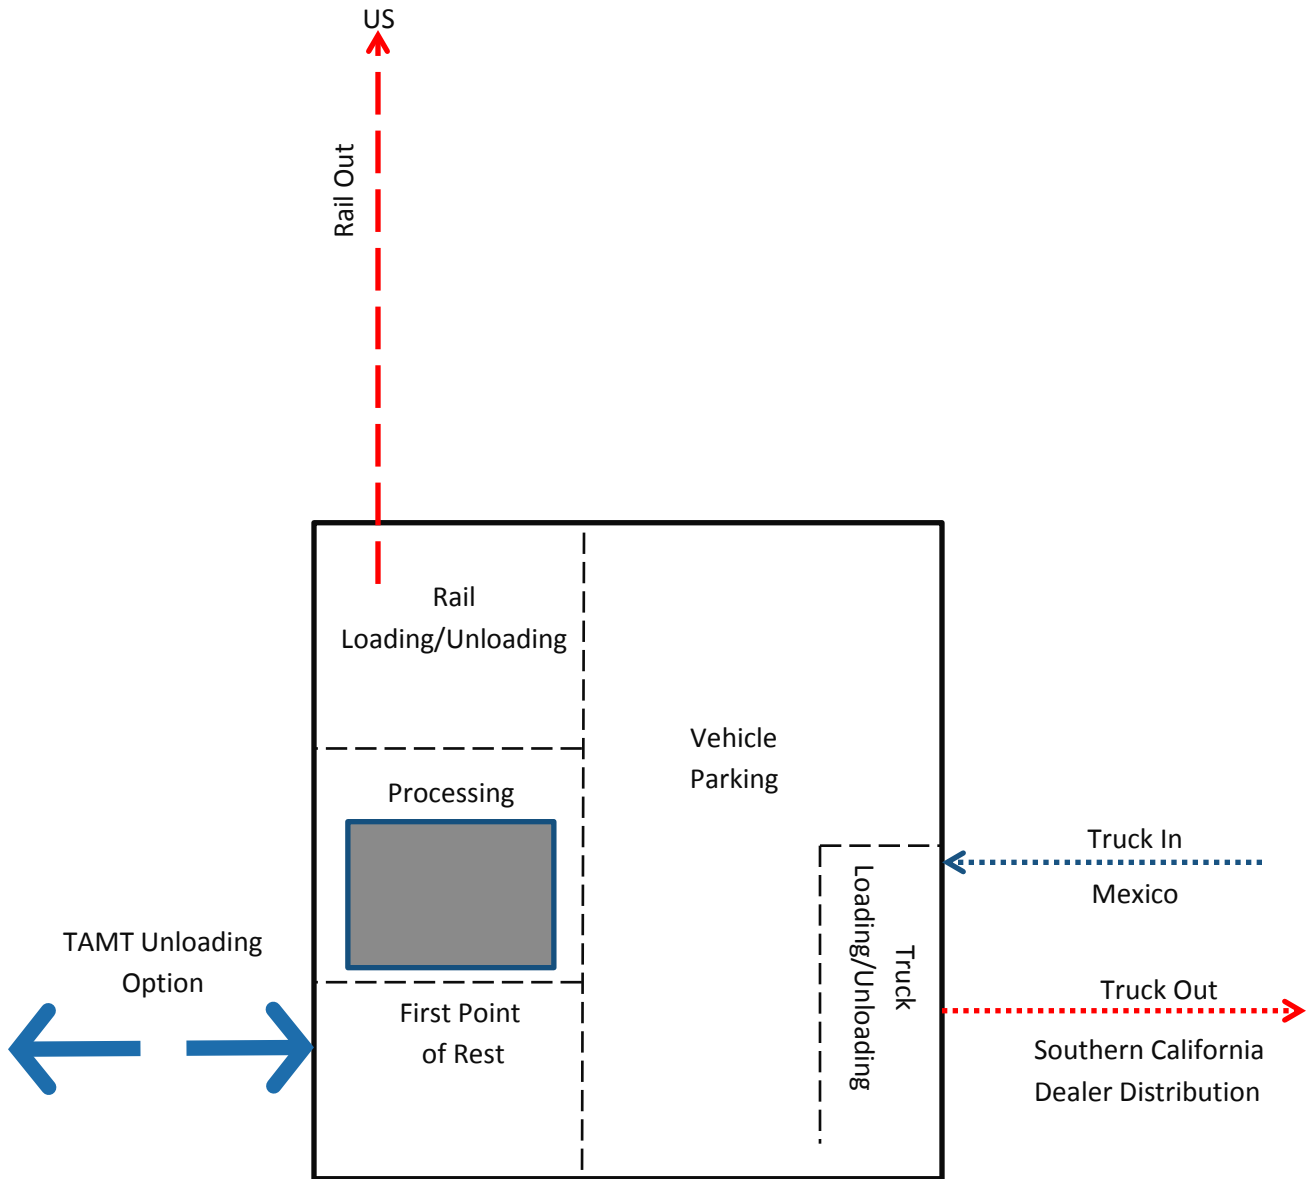 US
Rail Out
Rail
Loading/Unloading
Vehicle
Parking
Processing
Truck In
Mexico
Truck
Loading/Unloading
TAMT Unloading
Option
First Point
of Rest
Truck Out
Southern California
Dealer Distribution